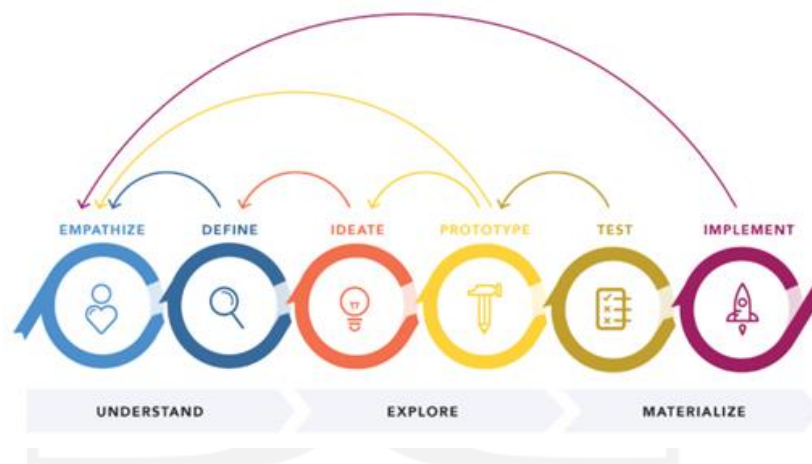 EMPATHIZE DEFINE IDEATE PROTOTYPE TEST IMPLEMENT
UNDERSTAND EXPLORE MATERIALIZE